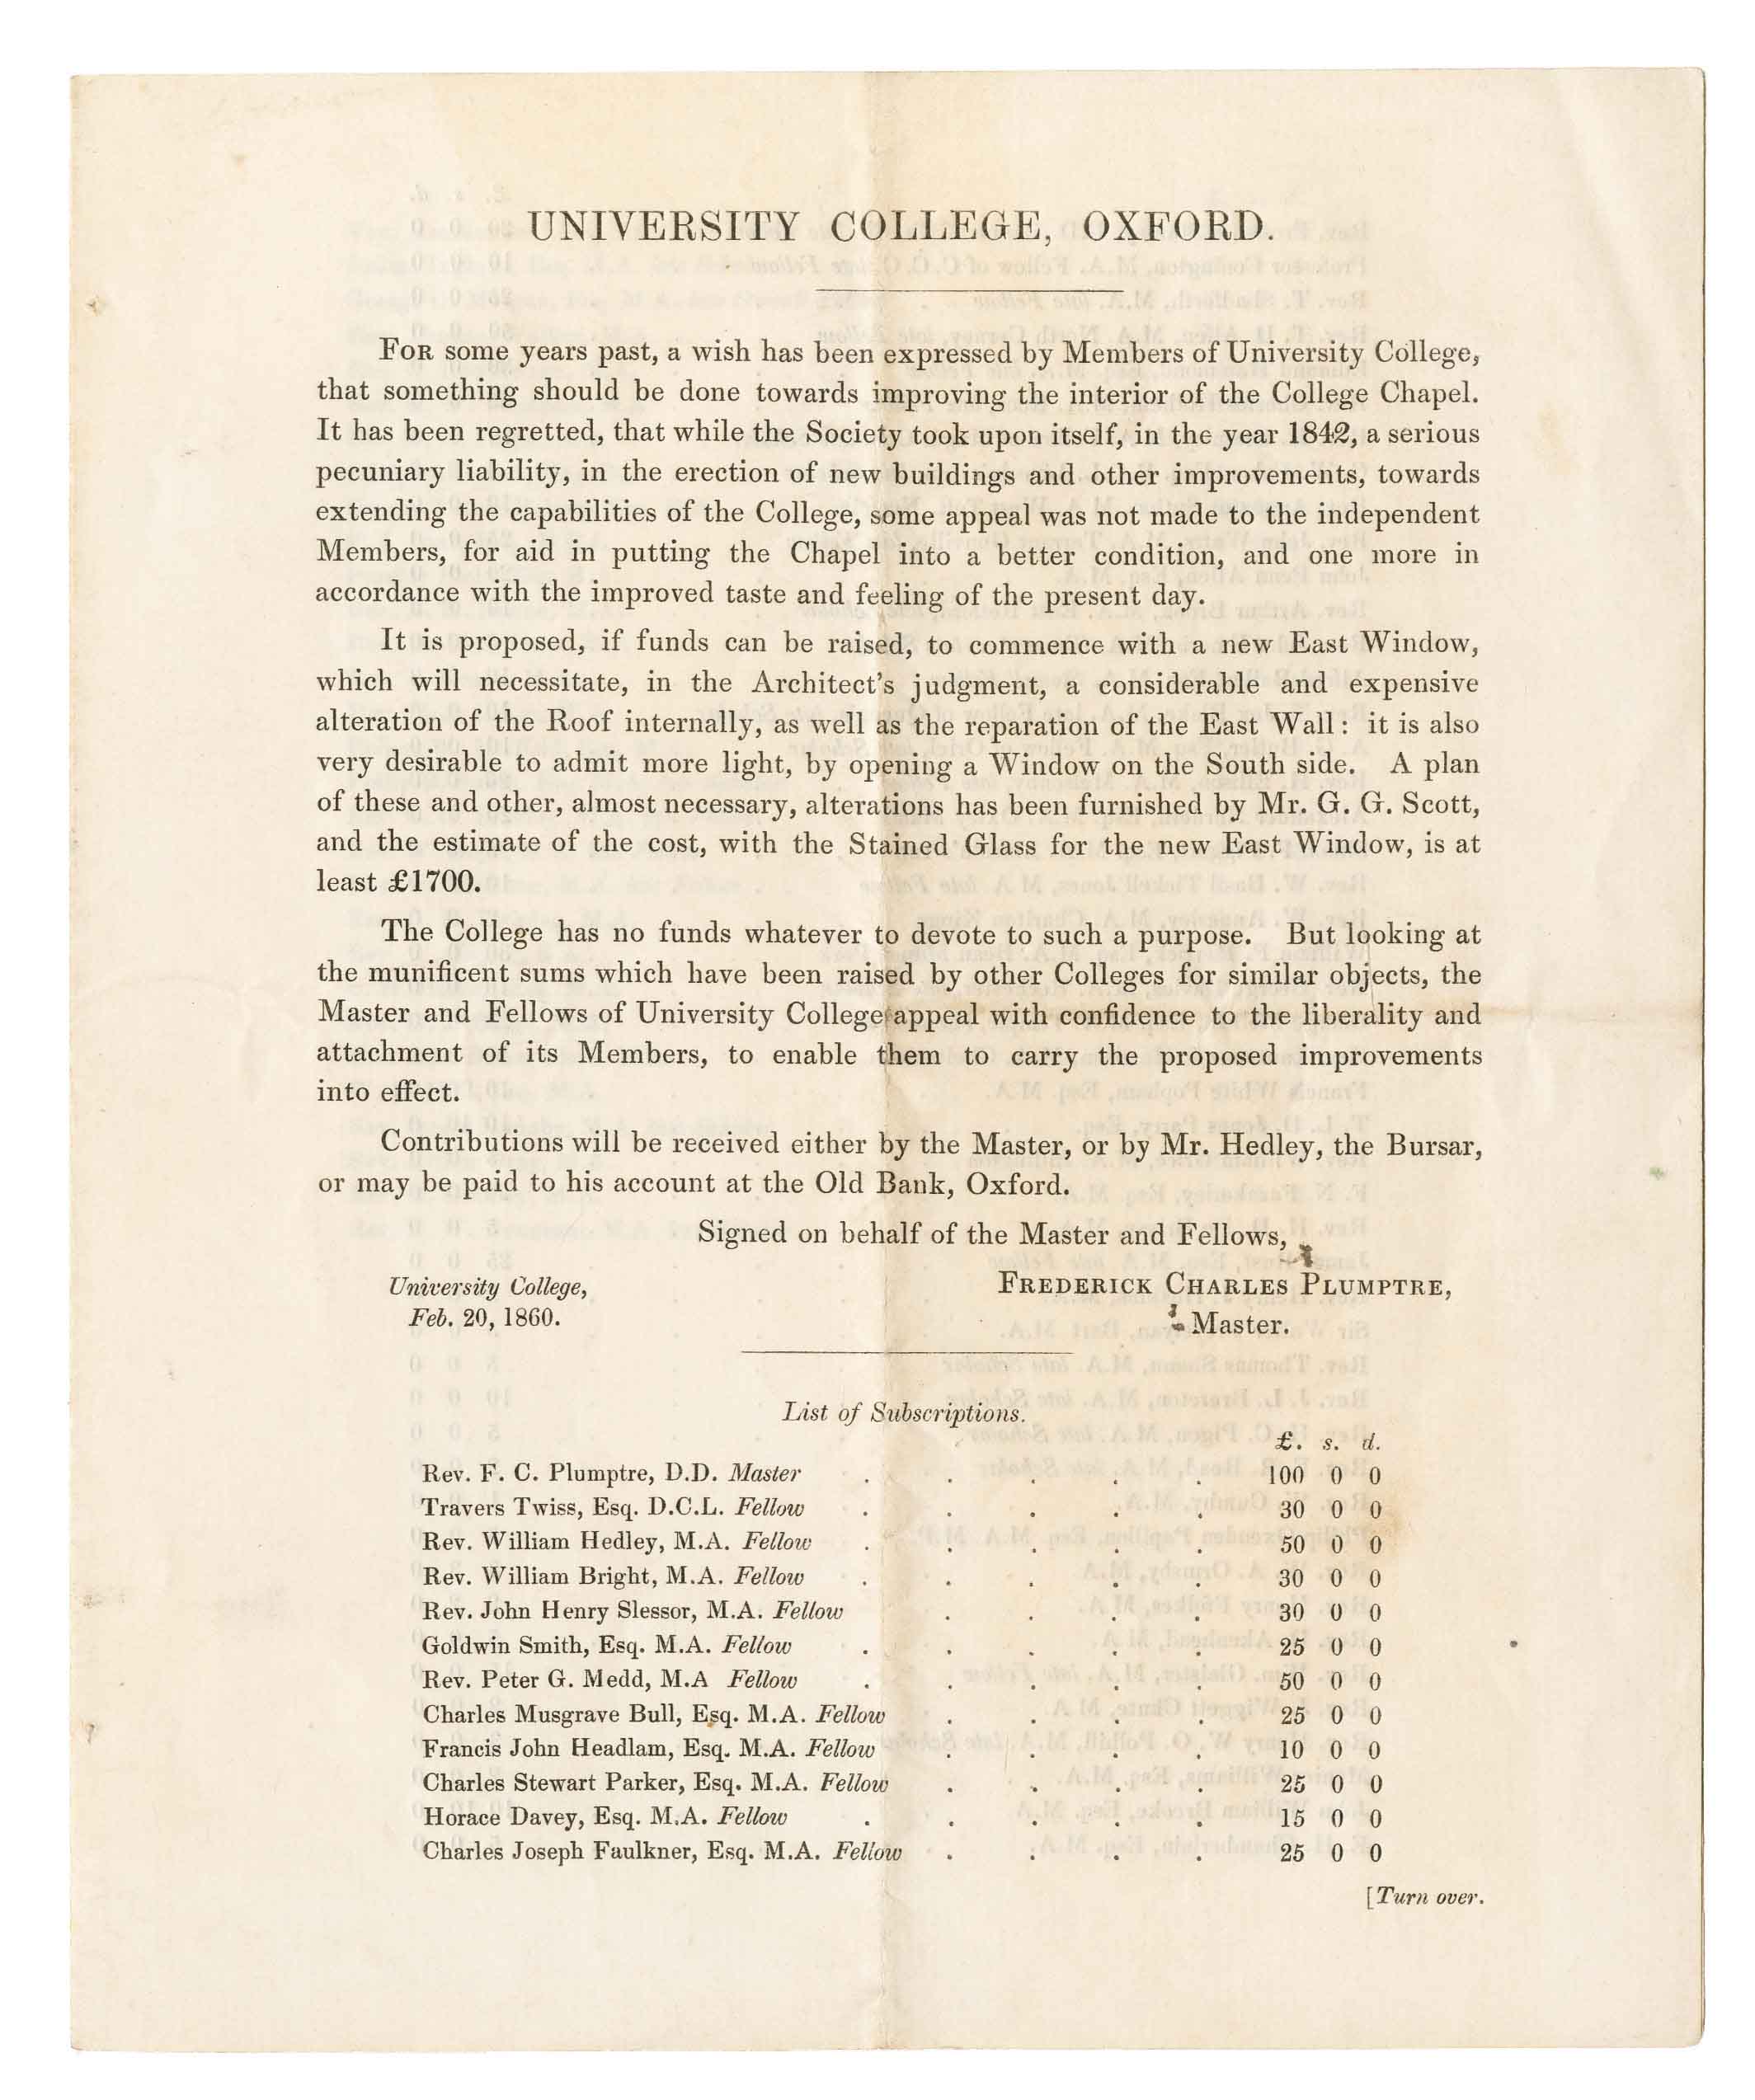 UNIVERSITY COLLEGE, OXFORD.
FOR some years past, a wish has been expressed by Members of University College,
that something should be done towards improving the interior of the College Chapel.
It has been regretted, that while the Society took upon itself, in the year 1842, a serious
pecuniary liability, in the erection of new buildings and other improvements, towards
extending the capabilities of the College, some appeal was not made to the independent
Members, for aid in putting the Chapel into a better condition, and one more in
accordance with the improved taste and feeling of the present day.
It is proposed, if funds can be raised, to commence with a new East Window,
which will necessitate, in the Architect's judgment, a considerable and expensive
alteration of the Roof internally, as well as the reparation of the East Wall: it is also
very desirable to admit more light, by opening a Window on the South side. A plan
of these and other, almost necessary, alterations has been furnished by Mr. G. G. Scott,
and the estimate of the cost, with the Stained Glass for the new East Window, is at
least £1700.
The College has no funds whatever to devote to such a purpose. But looking at
the munificent sums which have been raised by other Colleges for similar objects, the
Master and Fellows of University College appeal with confidence to the liberality and
attachment of its Members, to enable them to carry the proposed improvements
into effect.
Contributions will be received either by the Master, or by Mr. Hedley, the Bursar,
or may be paid to his account at the Old Bank, Oxford.
Signed on behalf of the Master and Fellows,
University College, FREDERICK CHARLES PLUMPTRE,
Feb. 20, 1860. Master.
List of Subscriptions.
£. s. d.
Rev. F. C. Plumptre, D.D. Master . . . . . 100 0 0
Travers Twiss, Esq. D.C.L. Fellow . . . . . 30 0 0
Rev. William Hedley, M.A. Fellow . . . . . 50 0 0
Rev. William Bright, M.A. Fellow . . . . . 30 0 0
Rev. John Henry Slessor, M.A. Fellow . . . . 30 0 0
Goldwin Smith, Esq. M.A. Fellow . . . . . 25 0 0
Rev. Peter G. Medd, M.A Fellow . . . . . 50 0 0
Charles Musgrave Bull, Esq. M.A. Fellow . . . . 25 0 0
Francis John Headlam, Esq. M.A. Fellow . . . . 10 0 0
Charles Stewart Parker, Esq. M.A. Fellow . . . . 25 0 0
Horace Davey, Esq. M.A. Fellow . . . . . 15 0 0
Charles Joseph Faulkner, Esq. M.A. Fellow . . . . 25 0 0
[Turn over.